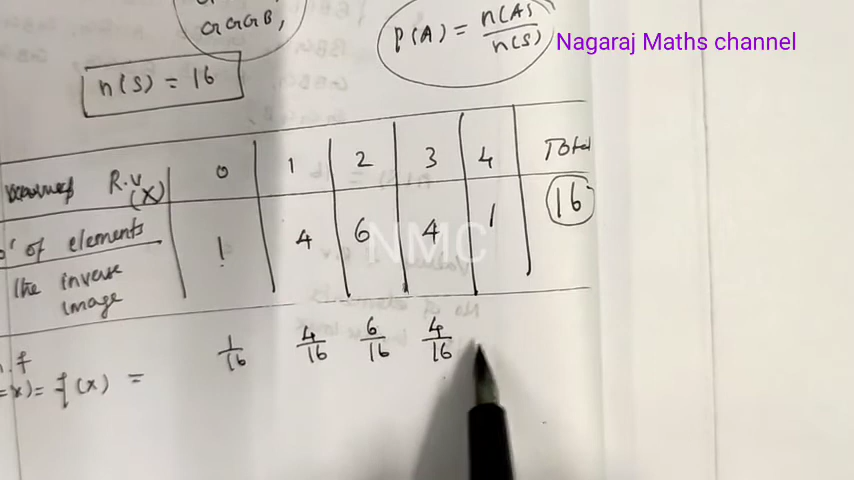 GGGB,
P(A) = n(A) / n(S)
Nagaraj Maths channel
n(S) = 16
R.V (X) 0 1 2 3 4 Total
of elements 1 4 6 4 1 16
the inverse image
NMC
f(x) = 1/16 4/16 6/16 4/16